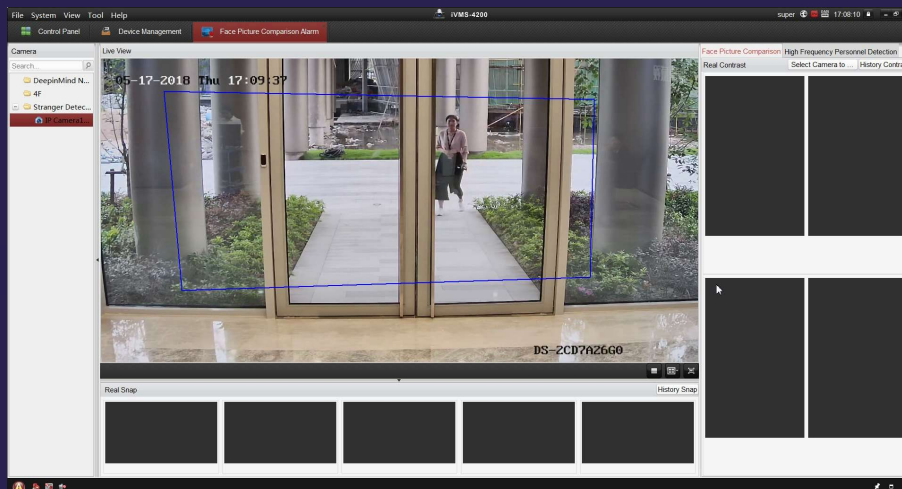 File System View Tool Help
iVMS-4200
super
17:08:10
Control Panel
Device Management
Face Picture Comparison Alarm
Camera
Search...
DeepinMind N...
4F
Stranger Detec...
IP Camera1...
Live View
05-17-2018 Thu 17:09:37
DS-2CD7A26G0
Real Snap
History Snap
Face Picture Comparison
High Frequency Personnel Detection
Real Contrast
Select Camera to ...
History Contra